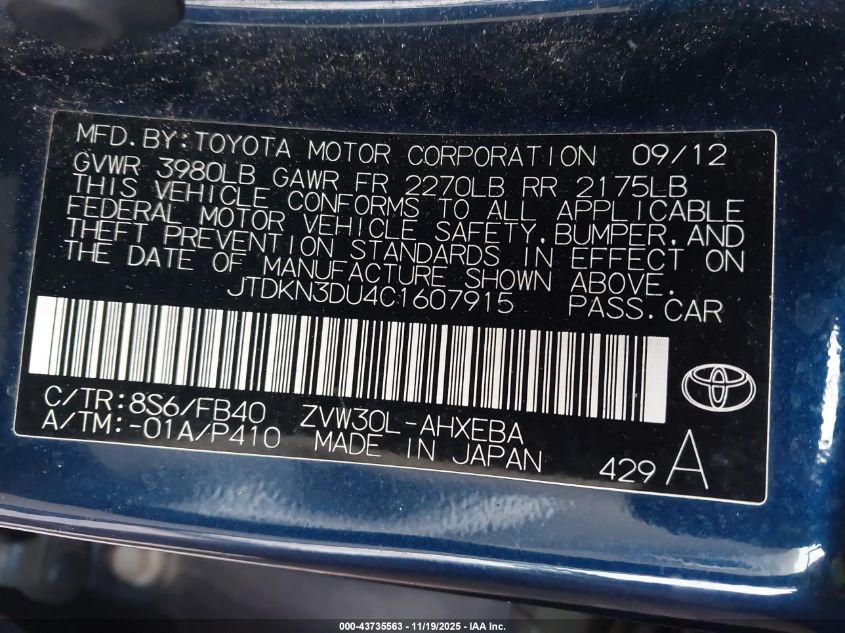 MFD.BY:TOYOTA MOTOR CORPORATION 09/12
GVWR 3980LB GAWR FR 2270LB RR 2175LB
THIS VEHICLE CONFORMS TO ALL APPLICABLE
FEDERAL MOTOR VEHICLE SAFETY,BUMPER,AND
THEFT PREVENTION STANDARDS IN EFFECT ON
THE DATE OF MANUFACTURE SHOWN ABOVE.
JTDKN3DU4C1607915 PASS.CAR
C/TR:8S6/FB40 ZVW30L-AHXEBA
A/TM:-01A/P410 MADE IN JAPAN
429 A
000-43735563 - 11/19/2025 - IAA Inc.